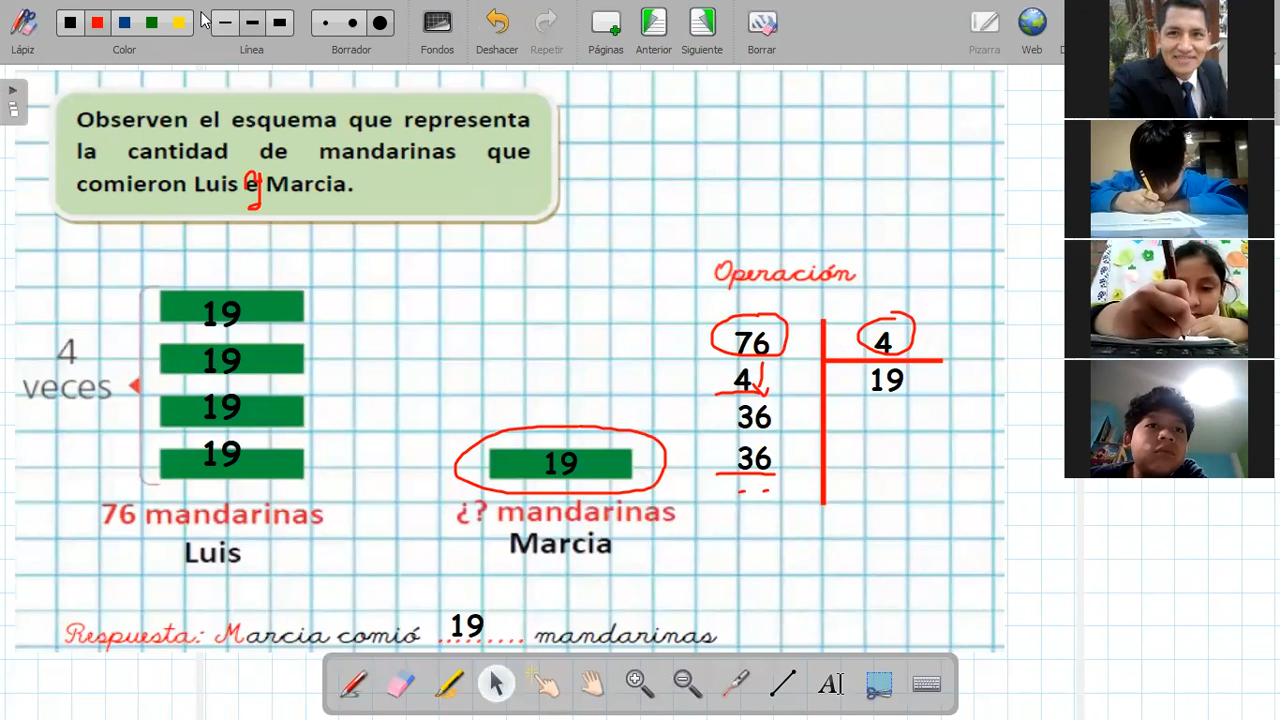 Lápiz
Color
Línea
Borrador
Fondos
Deshacer
Repetir
Páginas
Anterior
Siguiente
Borrar
Pizarra
Web
Observen el esquema que representa
la cantidad de mandarinas que
comieron Luis y Marcia.
Operación
76 4
4 19
36
36
4
veces
19
19
19
19
19
76 mandarinas
Luis
¿? mandarinas
Marcia
Respuesta: Marcia comió 19 mandarinas